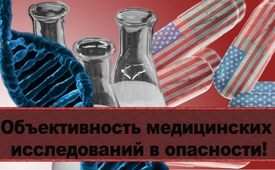 Объективность медицинских
исследований в опасности!